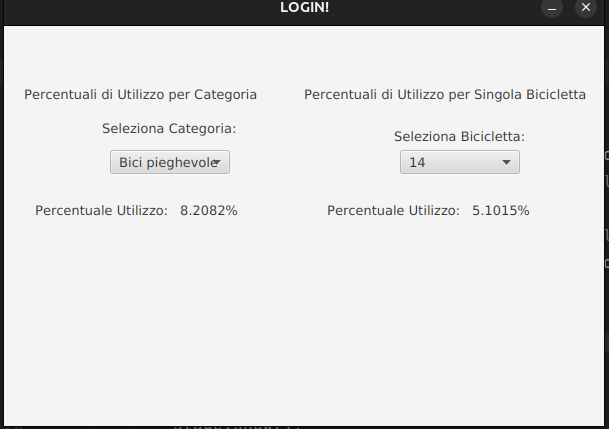 LOGIN!
Percentuali di Utilizzo per Categoria
Percentuali di Utilizzo per Singola Bicicletta
Seleziona Categoria:
Seleziona Bicicletta:
Bici pieghevole
14
Percentuale Utilizzo: 8.2082%
Percentuale Utilizzo: 5.1015%